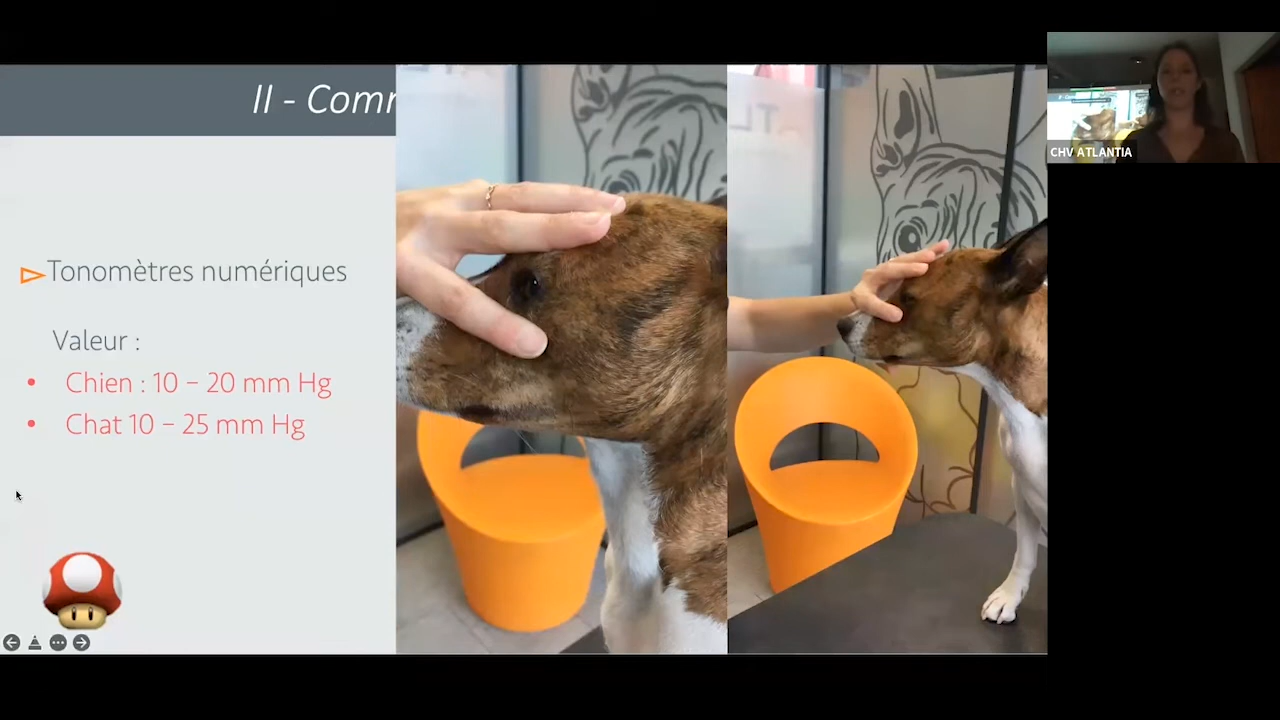 II - Comm
Tonomètres numériques
Valeur :
Chien : 10 – 20 mm Hg
Chat 10 – 25 mm Hg
CHV ATLANTIA